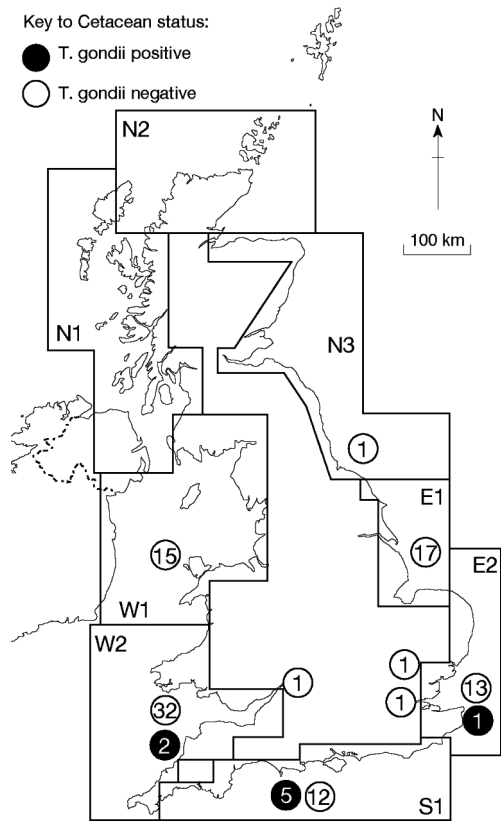 Key to Cetacean status:
T. gondii positive
T. gondii negative
N2
N
100 km
N1
N3
1
E1
15
17
E2
W1
W2
1
1
13
32
1
1
2
5
12
S1